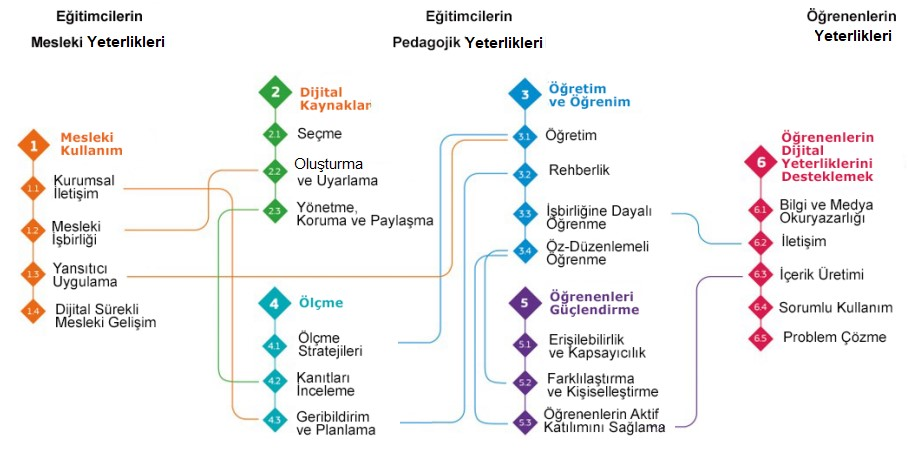 Eğitimcilerin
Mesleki Yeterlikleri
Eğitimcilerin
Pedagojik Yeterlikleri
Öğrenenlerin
Yeterlikleri
1
Mesleki
Kullanım
1.1
Kurumsal
İletişim
1.2
Mesleki
İşbirliği
1.3
Yansıtıcı
Uygulama
1.4
Dijital Sürekli
Mesleki Gelişim
2
Dijital
Kaynaklar
2.1
Seçme
2.2
Oluşturma
ve Uyarlama
2.3
Yönetme,
Koruma ve Paylaşma
3
Öğretim
ve Öğrenim
3.1
Öğretim
3.2
Rehberlik
3.3
İşbirliğine Dayalı
Öğrenme
3.4
Öz-Düzenlemeli
Öğrenme
4
Ölçme
4.1
Ölçme
Stratejileri
4.2
Kanıtları
İnceleme
4.3
Geribildirim
ve Planlama
5
Öğrenenleri
Güçlendirme
5.1
Erişilebilirlik
ve Kapsayıcılık
5.2
Farklılaştırma
ve Kişiselleştirme
5.3
Öğrenenlerin Aktif
Katılımını Sağlama
6
Öğrenenlerin
Dijital
Yeterliklerini
Desteklemek
6.1
Bilgi ve Medya
Okuryazarlığı
6.2
İletişim
6.3
İçerik Üretimi
6.4
Sorumlu Kullanım
6.5
Problem Çözme